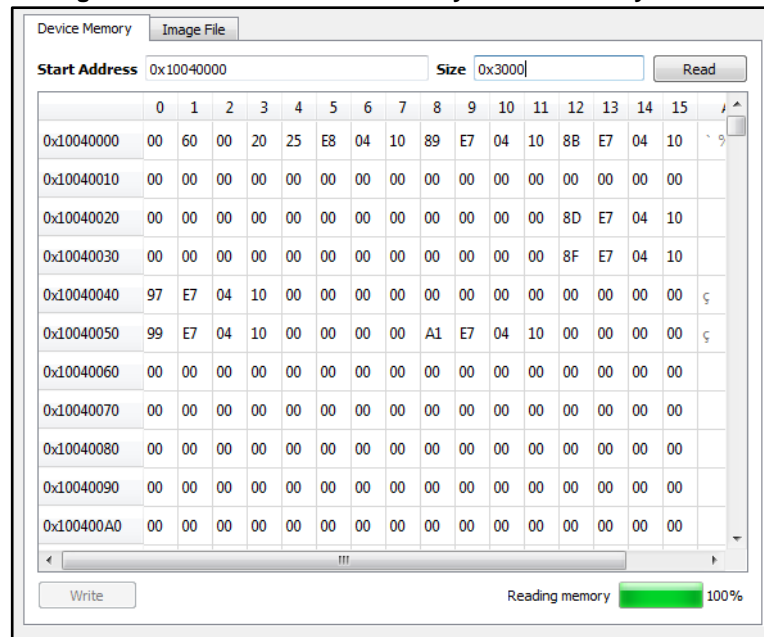 Device Memory Image File
Start Address 0x10040000 Size 0x3000 Read
0 1 2 3 4 5 6 7 8 9 10 11 12 13 14 15
0x10040000 00 60 00 20 25 E8 04 10 89 E7 04 10 8B E7 04 10 ` %
0x10040010 00 00 00 00 00 00 00 00 00 00 00 00 00 00 00 00
0x10040020 00 00 00 00 00 00 00 00 00 00 00 00 8D E7 04 10
0x10040030 00 00 00 00 00 00 00 00 00 00 00 00 8F E7 04 10
0x10040040 97 E7 04 10 00 00 00 00 00 00 00 00 00 00 00 00 ç
0x10040050 99 E7 04 10 00 00 00 00 A1 E7 04 10 00 00 00 00 ç
0x10040060 00 00 00 00 00 00 00 00 00 00 00 00 00 00 00 00
0x10040070 00 00 00 00 00 00 00 00 00 00 00 00 00 00 00 00
0x10040080 00 00 00 00 00 00 00 00 00 00 00 00 00 00 00 00
0x10040090 00 00 00 00 00 00 00 00 00 00 00 00 00 00 00 00
0x100400A0 00 00 00 00 00 00 00 00 00 00 00 00 00 00 00 00
Write Reading memory 100%